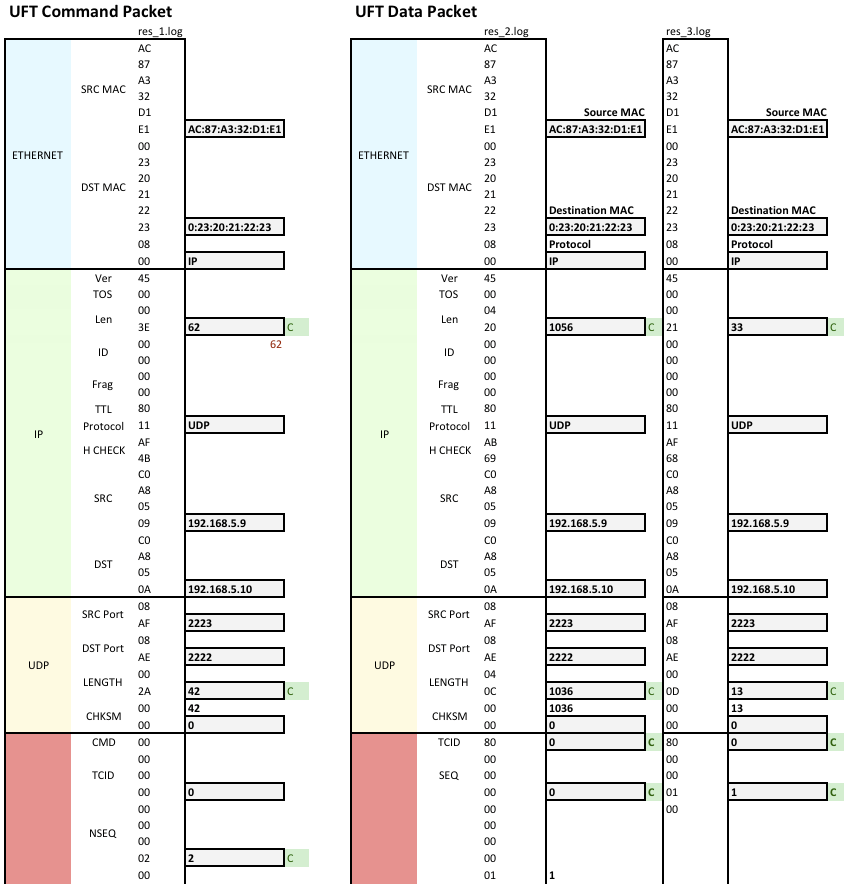 UFT Command Packet UFT Data Packet
res_1.log res_2.log res_3.log
AC AC AC
87 87 87
A3 A3 A3
SRC MAC SRC MAC
32 32 32
D1 D1 Source MAC D1 Source MAC
E1 AC:87:A3:32:D1:E1 E1 AC:87:A3:32:D1:E1 E1 AC:87:A3:32:D1:E1
00 00 00
ETHERNET ETHERNET
23 23 23
20 20 20
DST MAC DST MAC
21 21 21
22 22 Destination MAC 22 Destination MAC
23 0:23:20:21:22:23 23 0:23:20:21:22:23 23 0:23:20:21:22:23
08 08 Protocol 08 Protocol
00 IP 00 IP 00 IP
Ver 45 Ver 45 45
TOS 00 TOS 00 00
00 04 00
Len Len
3E 62 C 20 1056 C 21 33 C
00 62 00 00
ID ID
00 00 00
00 00 00
Frag Frag
00 00 00
TTL 80 TTL 80 80
Protocol 11 UDP Protocol 11 UDP 11 UDP
IP IP
AF AB AF
H CHECK H CHECK
4B 69 68
C0 C0 C0
A8 A8 A8
SRC SRC
05 05 05
09 192.168.5.9 09 192.168.5.9 09 192.168.5.9
C0 C0 C0
A8 A8 A8
DST DST
05 05 05
0A 192.168.5.10 0A 192.168.5.10 0A 192.168.5.10
08 08 08
SRC Port SRC Port
AF 2223 AF 2223 AF 2223
08 08 08
DST Port DST Port
AE 2222 AE 2222 AE 2222
UDP UDP
00 04 00
LENGTH LENGTH
2A 42 C 0C 1036 C 0D 13 C
00 42 00 1036 00 13
CHKSM CHKSM
00 0 00 0 00 0
CMD 00 TCID 80 0 C 80 0 C
00 00 00
TCID SEQ
00 0 00 0 C 01 1 C
00 00 00
00 00
NSEQ
00 00
02 2 C 00
00 01 1